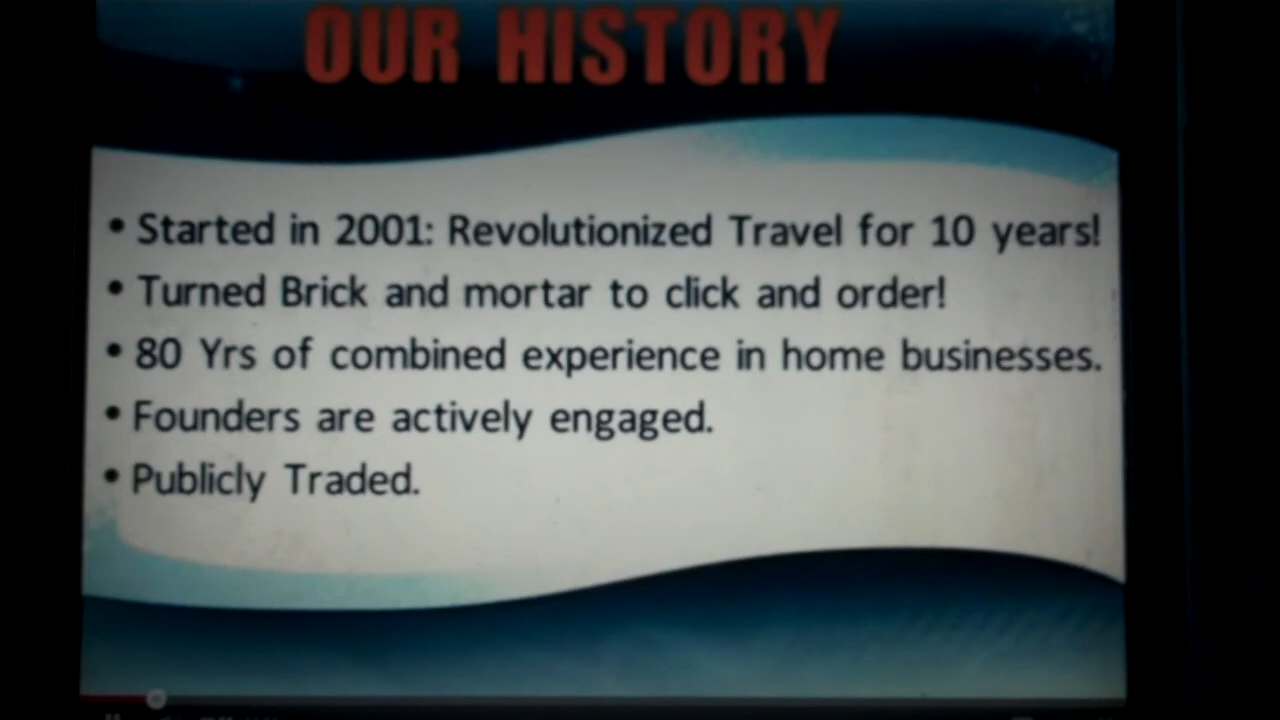 OUR HISTORY
• Started in 2001: Revolutionized Travel for 10 years!
• Turned Brick and mortar to click and order!
• 80 Yrs of combined experience in home businesses.
• Founders are actively engaged.
• Publicly Traded.